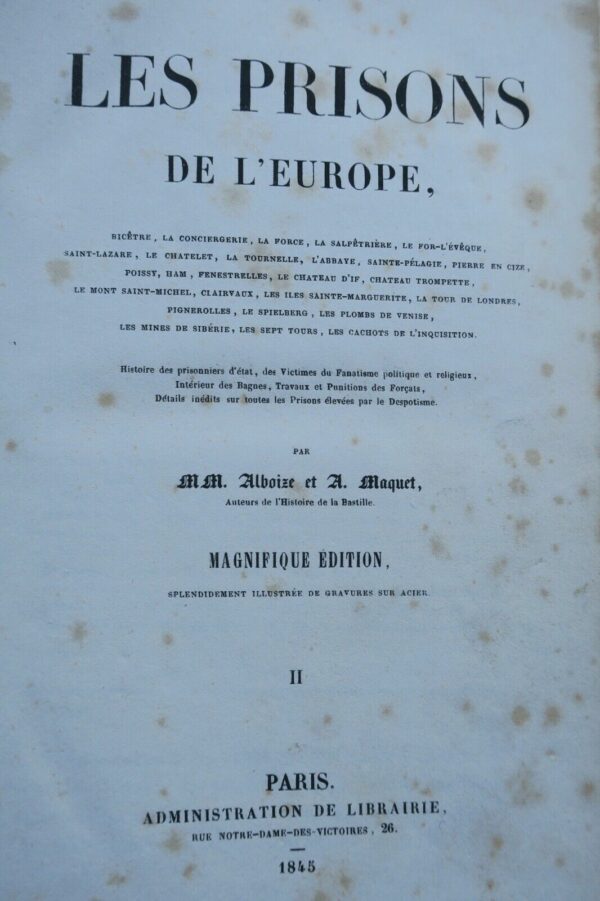 LES PRISONS
DE L'EUROPE,
BICÊTRE, LA CONCIERGERIE, LA FORCE, LA SALPÊTRIÈRE, LE FOR-L'ÉVÊQUE,
SAINT-LAZARE, LE CHATELET, LA TOURNELLE, L'ABBAYE, SAINTE-PÉLAGIE, PIERRE EN CIZE,
POISSY, HAM, FENESTRELLES, LE CHATEAU D'IF, CHATEAU TROMPETTE,
LE MONT SAINT-MICHEL, CLAIRVAUX, LES ILES SAINTE-MARGUERITE, LA TOUR DE LONDRES,
PIGNEROLLES, LE SPIELBERG, LES PLOMBS DE VENISE,
LES MINES DE SIBÉRIE, LES SEPT TOURS, LES CACHOTS DE L'INQUISITION.
Histoire des prisonniers d'état, des Victimes du Fanatisme politique et religieux,
Intérieur des Bagnes, Travaux et Punitions des Forçats,
Détails inédits sur toutes les Prisons élevées par le Despotisme.
PAR
MM. Alboize et A. Maquet,
Auteurs de l'Histoire de la Bastille.
MAGNIFIQUE ÉDITION,
SPLENDIDEMENT ILLUSTRÉE DE GRAVURES SUR ACIER
II
PARIS.
ADMINISTRATION DE LIBRAIRIE,
RUE NOTRE-DAME-DES-VICTOIRES, 26.
1845